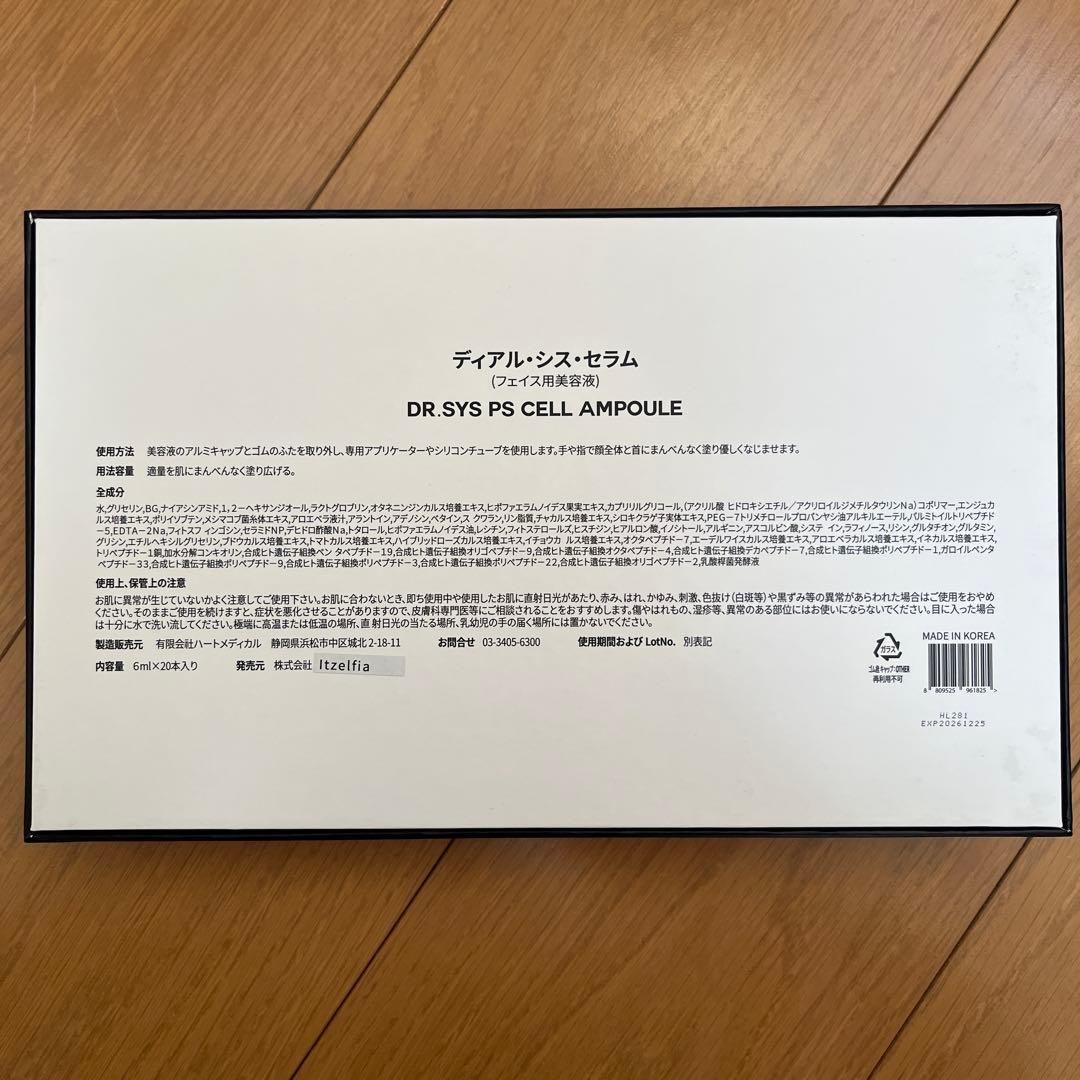 ディアル・シス・セラム
(フェイス用美容液)
DR.SYS PS CELL AMPOULE
使用方法 美容液のアルミキャップとゴムのふたを取り外し、専用アプリケーターやシリコンチューブを使用します。手や指で顔全体と首にまんべんなく塗り優しくなじませます。
用法容量 適量を肌にまんべんなく塗り広げる。
全成分
水,グリセリン,BG,ナイアシンアミド,1,2ーヘキサンジオール,ラクトグロブリン,オタネニンジンカルス培養エキス,ヒポファエラムノイデス果実エキス,カプリリルグリコール,(アクリル酸 ヒドロキシエチル/アクリロイルジメチルタウリンNa)コポリマー,エンジュカ
ルス培養エキス,ポリイソブテン,メシマコブ菌糸体エキス,アロエベラ液汁,アラントイン,アデノシン,ベタイン,ス クワラン,リン脂質,チャカルス培養エキス,シロキクラゲ子実体エキス,PEGー7トリメチロールプロパンヤシ油アルキルエーテル,パルミトイルトリペプチド
ー5,EDTAー2Na,フィトスフ ィンゴシン,セラミドNP,デヒドロ酢酸Na,トタロール,ヒポファエラムノイデス油,レシチン,フィトステロールズ,ヒスチジン,ヒアルロン酸,イノシトール,アルギニン,アスコルビン酸,システ イン,ラフィノース,リシン,グルタチオン,グルタミン,
グリシン,エチルヘキシルグリセリン,ブドウカルス培養エキス,トマトカルス培養エキス,ハイブリッドローズカルス培養エキス,イチョウカ ルス培養エキス,オクタペプチドー7,エーデルワイスカルス培養エキス,アロエベラカルス培養エキス,イネカルス培養エキス,
トリペプチドー1銅,加水分解コンキオリン,合成ヒト遺伝子組換ペン タペプチドー19,合成ヒト遺伝子組換オリゴペプチドー9,合成ヒト遺伝子組換オクタペプチドー4,合成ヒト遺伝子組換デカペプチドー7,合成ヒト遺伝子組換ポリペプチドー1,ガロイルペンタ
ペプチドー33,合成ヒト遺伝子組換ポリペプチドー9,合成ヒト遺伝子組換ポリペプチドー3,合成ヒト遺伝子組換ポリペプチドー22,合成ヒト遺伝子組換オリゴペプチドー2,乳酸桿菌発酵液
使用上、保管上の注意
お肌に異常が生じていないかよく注意してご使用下さい。お肌に合わないとき、即ち使用中や使用したお肌に直射日光があたり、赤み、はれ、かゆみ、刺激、色抜け(白斑等)や黒ずみ等の異常があらわれた場合はご使用をおやめ
ください。そのままご使用を続けますと、症状を悪化させることがありますので、皮膚科専門医等にご相談されることをおすすめします。傷やはれもの、湿疹等、異常のある部位にはお使いにならないでください。目に入った場合
は十分に水で洗い流してください。極端に高温または低温の場所、直射日光の当たる場所、乳幼児の手の届く場所には置かないでください。
製造販売元 有限会社ハートメディカル 静岡県浜松市中区城北 2-18-11 お問合せ 03-3405-6300 使用期間および LotNo. 別表記
内容量 6ml×20本入り 発売元 株式会社 Itzelfia
ガラス
ゴム蓋キャップ:OTHER
再利用不可
MADE IN KOREA
8 809525 961825 >
HL281
EXP20261225